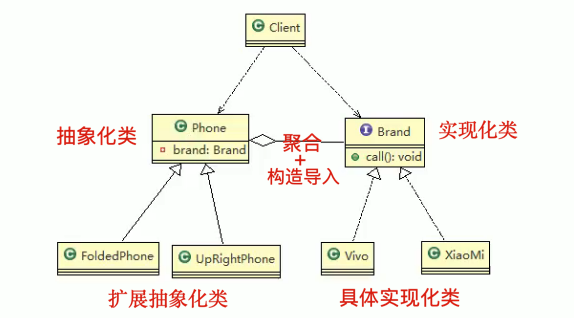 Client
抽象化类
Phone
brand: Brand
聚合
+
构造导入
Brand
call(): void
实现化类
FoldedPhone
UpRightPhone
Vivo
XiaoMi
扩展抽象化类
具体实现化类